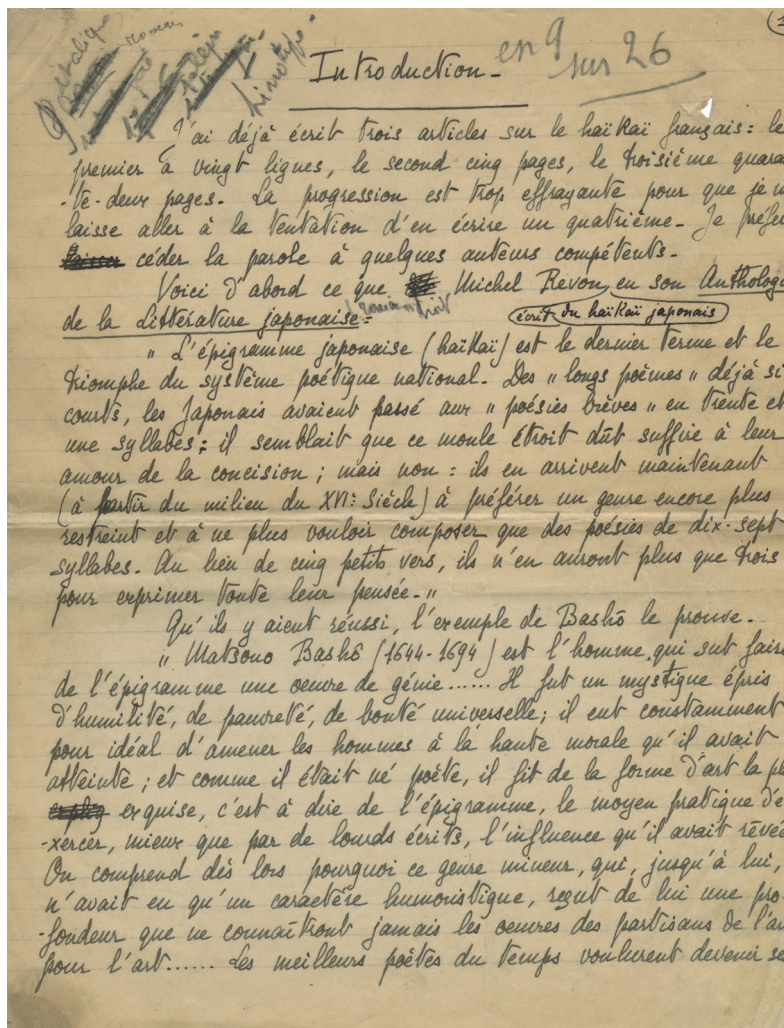 italique romain
linotype
Introduction -
en 9 sur 26
J'ai déjà écrit trois articles sur le haïkaï français : le
premier a vingt lignes, le second cinq pages, le troisième quaran
-te-deux pages. La progression est trop effrayante pour que je m
laisse aller à la tentation d'en écrire un quatrième - Je préfè
laisser céder la parole à quelques auteurs compétents -
Voici d'abord ce que Michel Revon, en son Antholog
de la Littérature japonaise :
romain droit
écrit du haïkaï japonais
" L'épigramme japonaise (haïkaï) est le dernier terme et le
triomphe du système poétique national - Des " longs poèmes " déjà si
courts, les Japonais avaient passé aux " poésies brèves " en trente et
une syllabes ; il semblait que ce moule étroit dût suffire à leur
amour de la concision ; mais non : ils en arrivent maintenant
(à partir du milieu du XVIe Siècle) à préférer un genre encore plus
restreint et à ne plus vouloir composer que des poésies de dix-sept
syllabes. Au lieu de cinq petits vers, ils n'en auront plus que trois
pour exprimer toute leur pensée - "
Qu'ils y aient réussi, l'exemple de Bashô le prouve -
" Matsono Bashô (1644-1694) est l'homme qui sut faire
de l'épigramme une oeuvre de génie...... Il fut un mystique épris
d'humilité, de pauvreté, de bonté universelle ; il eut constamment
pour idéal d'amener les hommes à la haute morale qu'il avait
atteinte ; et comme il était né poète, il fit de la forme d'art la pl
exquise, c'est à dire de l'épigramme, le moyen pratique d'e
-xercer, mieux que par de lourds écrits, l'influence qu'il avait rêvée
On comprend dès lors pourquoi ce genre mineur, qui, jusqu'à lui,
n'avait eu qu'un caractère humoristique, reçut de lui une pro
-fondeur que ne connaîtront jamais les oeuvres des partisans de l'ar
pour l'art...... Les meilleurs poètes du temps voulurent devenir se